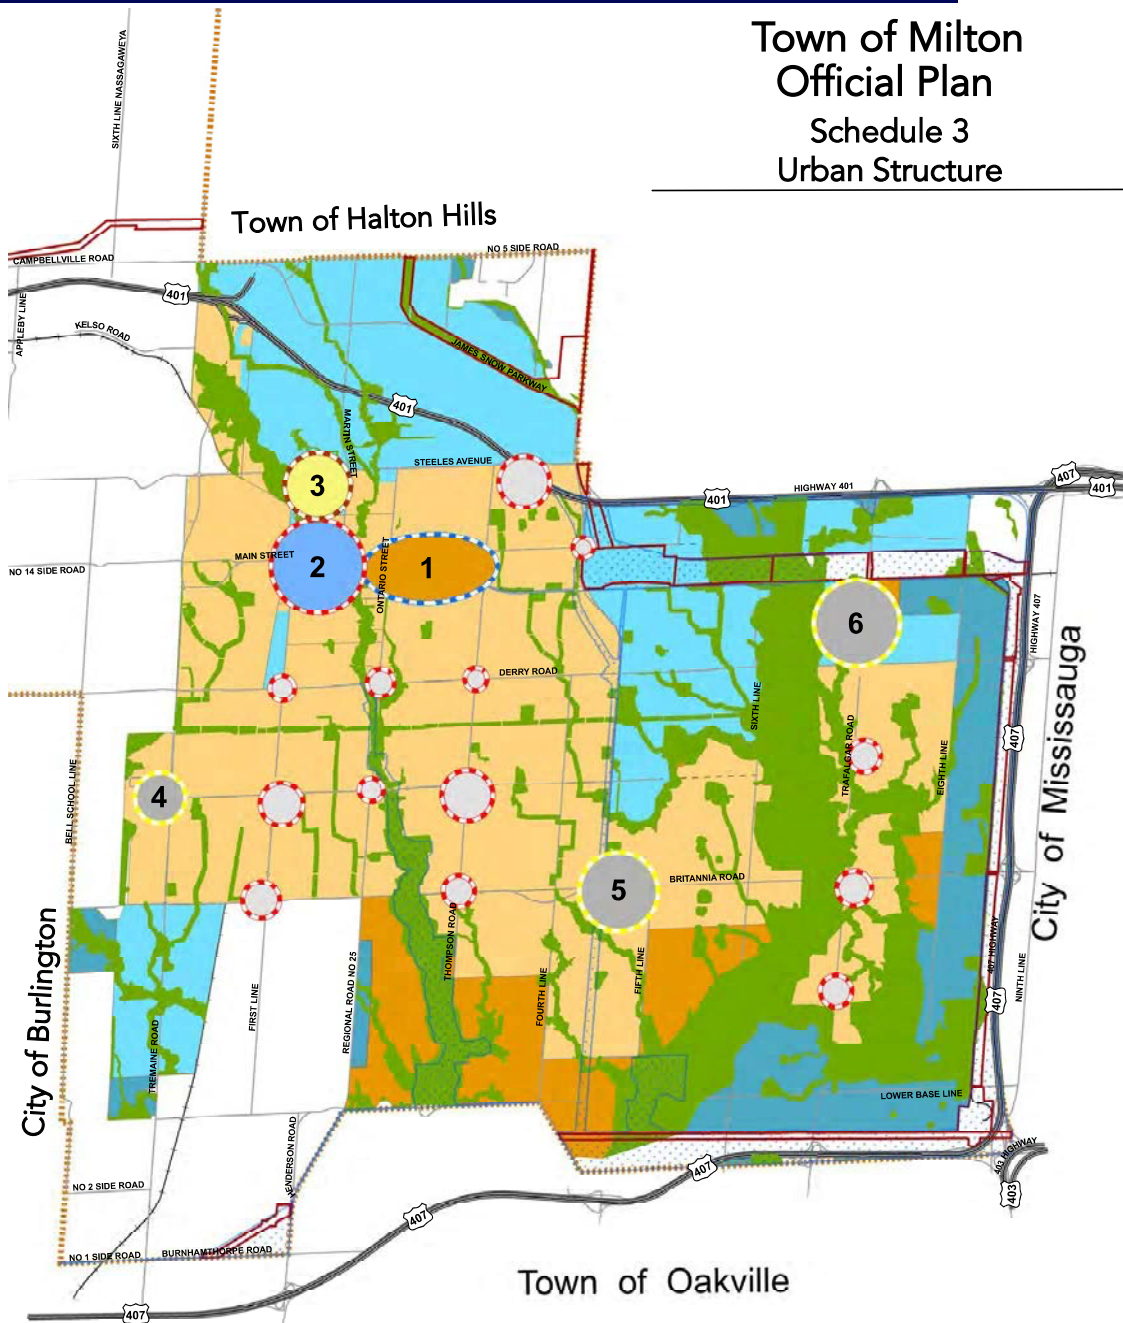 Town of Milton
Official Plan
Schedule 3
Urban Structure
SIXTH LINE NASSAGAWEYA
Town of Halton Hills
NO 5 SIDE ROAD
CAMPBELLVILLE ROAD
401
APPLEBY LINE
KELSO ROAD
JAMES SNOW PARKWAY
401
MARTIN STREET
STEELES AVENUE
407
401
HIGHWAY 401
401
3
MAIN STREET
2
ONTARIO STREET
1
NO 14 SIDE ROAD
6
HIGHWAY 407
DERRY ROAD
SIXTH LINE
TRAFALGAR ROAD
EIGHTH LINE
407
City of Mississauga
BELL SCHOOL LINE
4
5
BRITANNIA ROAD
City of Burlington
THOMPSON ROAD
REGIONAL ROAD NO 25
FIRST LINE
FOURTH LINE
FIFTH LINE
407 HIGHWAY
NINTH LINE
407
TREMAINE ROAD
LOWER BASE LINE
HENDERSON ROAD
407
403 HIGHWAY
403
NO 2 SIDE ROAD
407
NO 1 SIDE ROAD
BURNHAMTHORPE ROAD
Town of Oakville
407